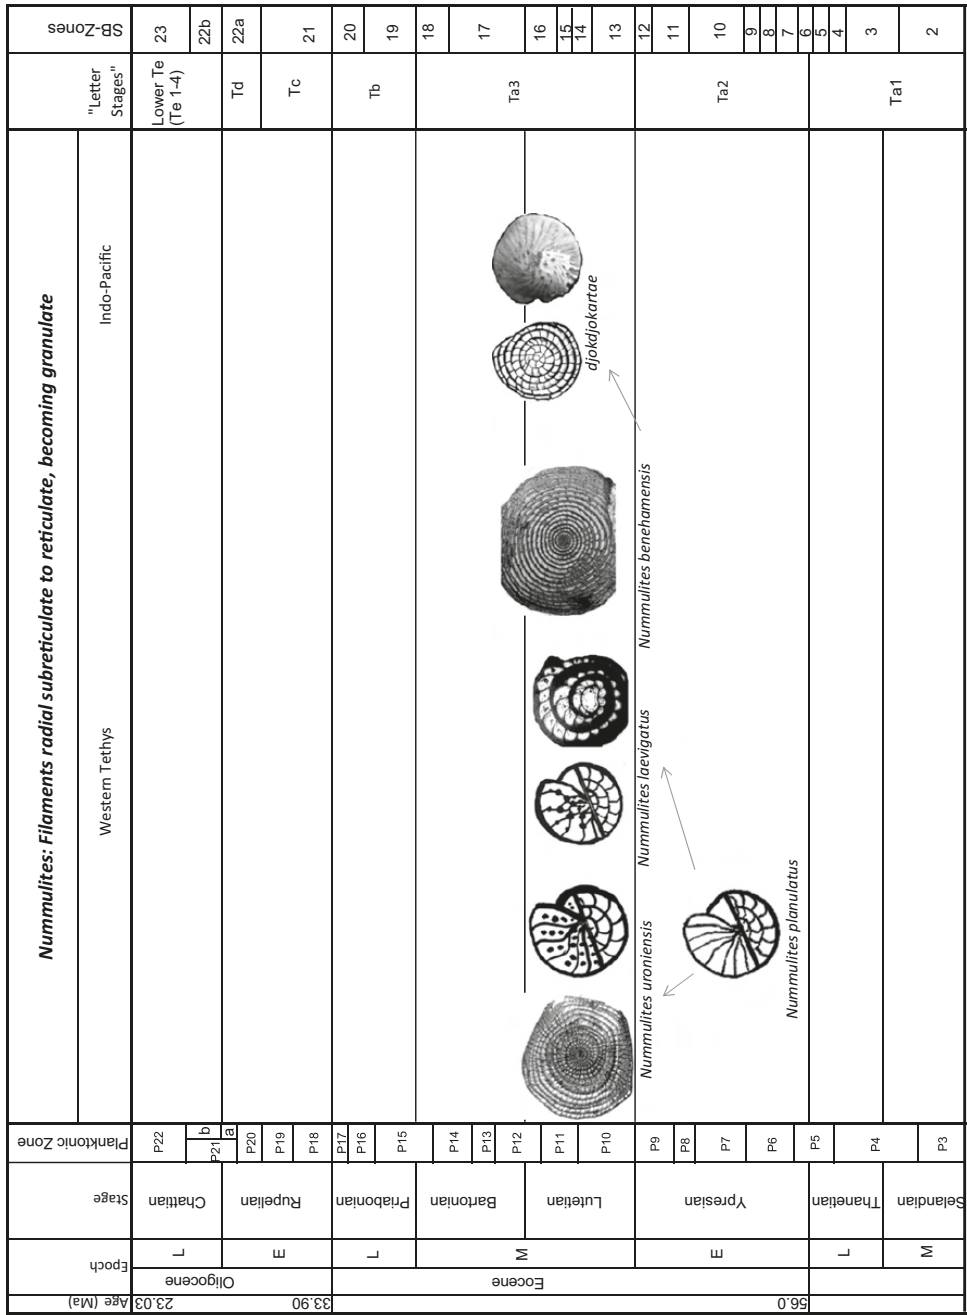 Nummulites: Filaments radial subreticulate to reticulate, becoming granulate
Age (Ma)
Epoch
Stage
Planktonic Zone
Western Tethys
Indo-Pacific
"Letter
Stages"
SB-Zones
23.03
33.90
56.0
Oligocene
Eocene
L
E
L
M
E
L
M
Chattian
Rupelian
Priabonian
Bartonian
Lutetian
Ypresian
Thanetian
Selandian
P22
P21
b
a
P20
P19
P18
P17
P16
P15
P14
P13
P12
P11
P10
P9
P8
P7
P6
P5
P4
P3
Nummulites uroniensis
Nummulites laevigatus
Nummulites benehamensis
djokdjokartae
Nummulites planulatus
Lower Te
(Te 1-4)
Td
Tc
Tb
Ta3
Ta2
Ta1
23
22b
22a
21
20
19
18
17
16
15
14
13
12
11
10
9
8
7
6
5
4
3
2